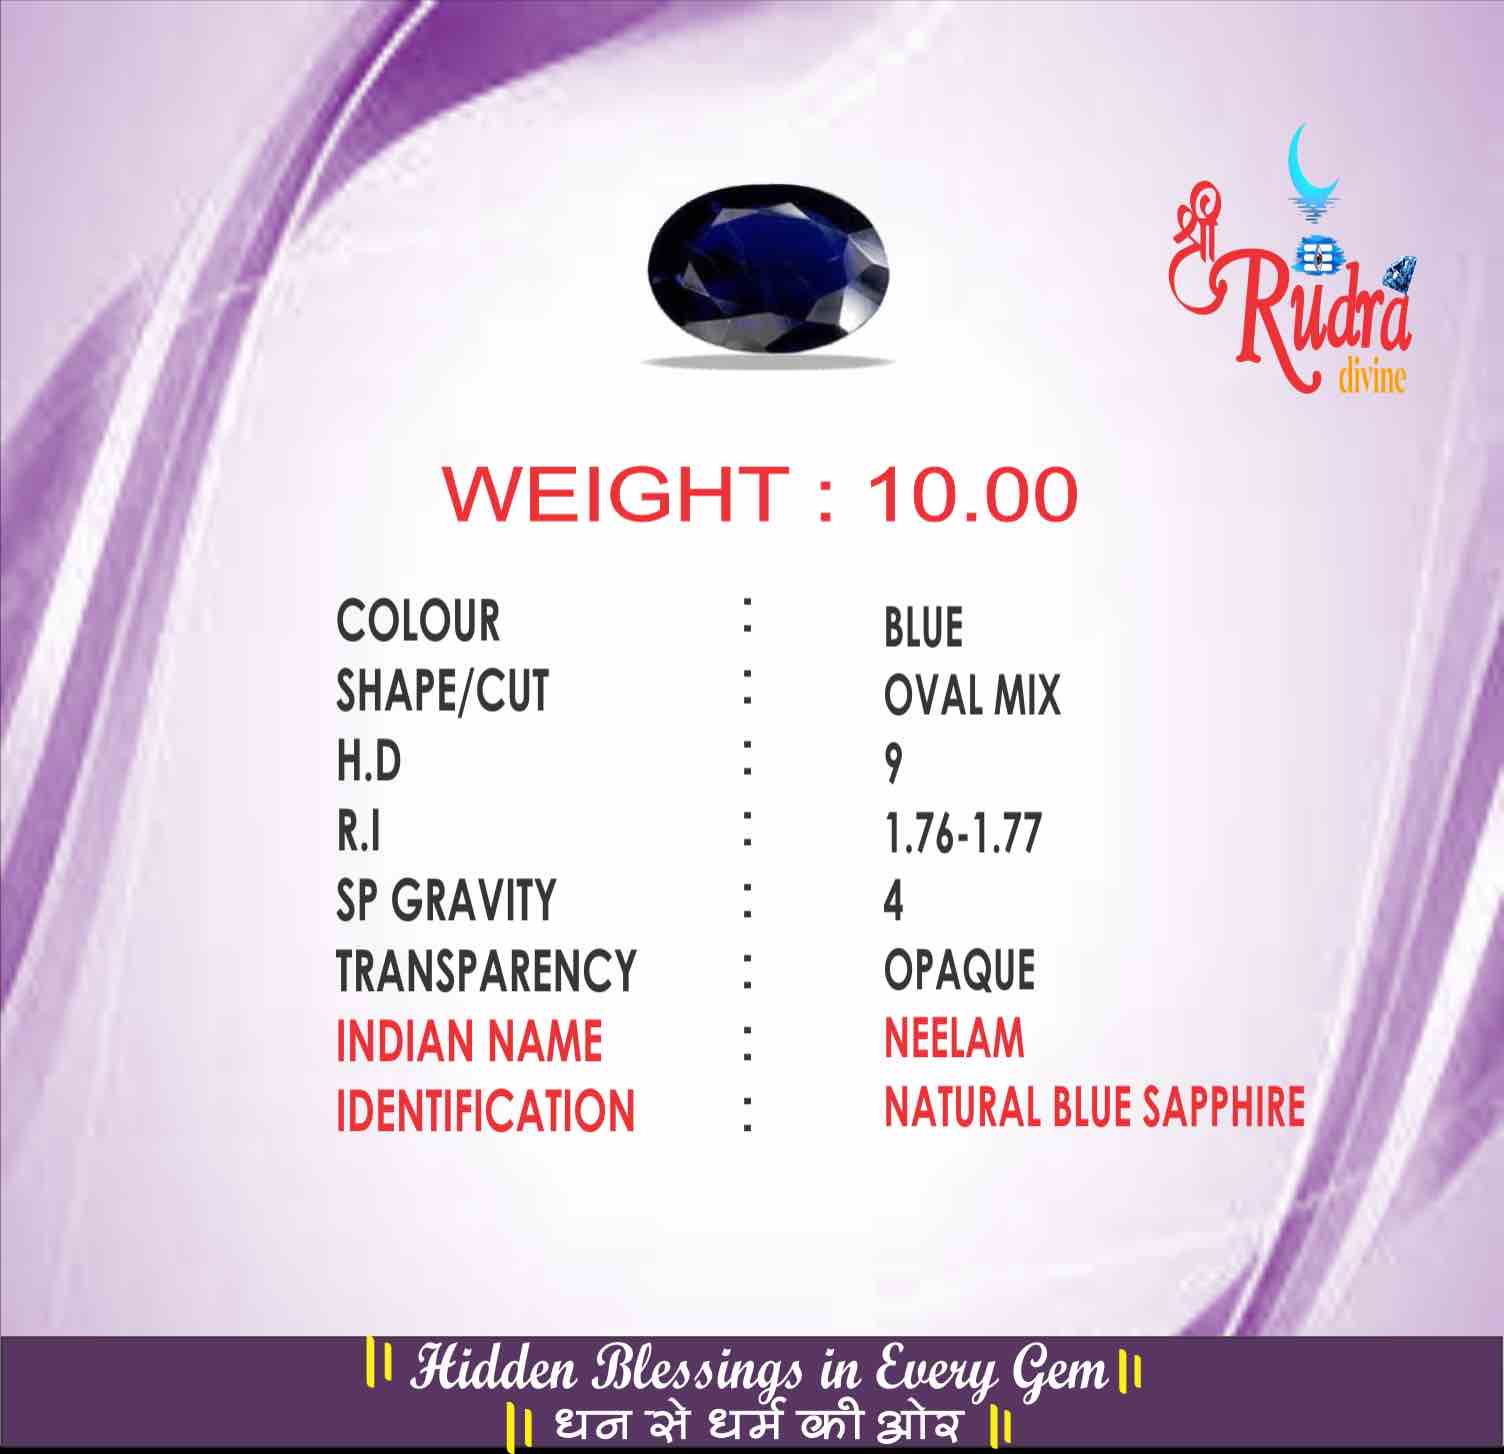 श्री
Rudra
divine
WEIGHT : 10.00
COLOUR : BLUE
SHAPE/CUT : OVAL MIX
H.D : 9
R.I : 1.76-1.77
SP GRAVITY : 4
TRANSPARENCY : OPAQUE
INDIAN NAME : NEELAM
IDENTIFICATION : NATURAL BLUE SAPPHIRE
|| Hidden Blessings in Every Gem ||
|| धन से धर्म की ओर ||